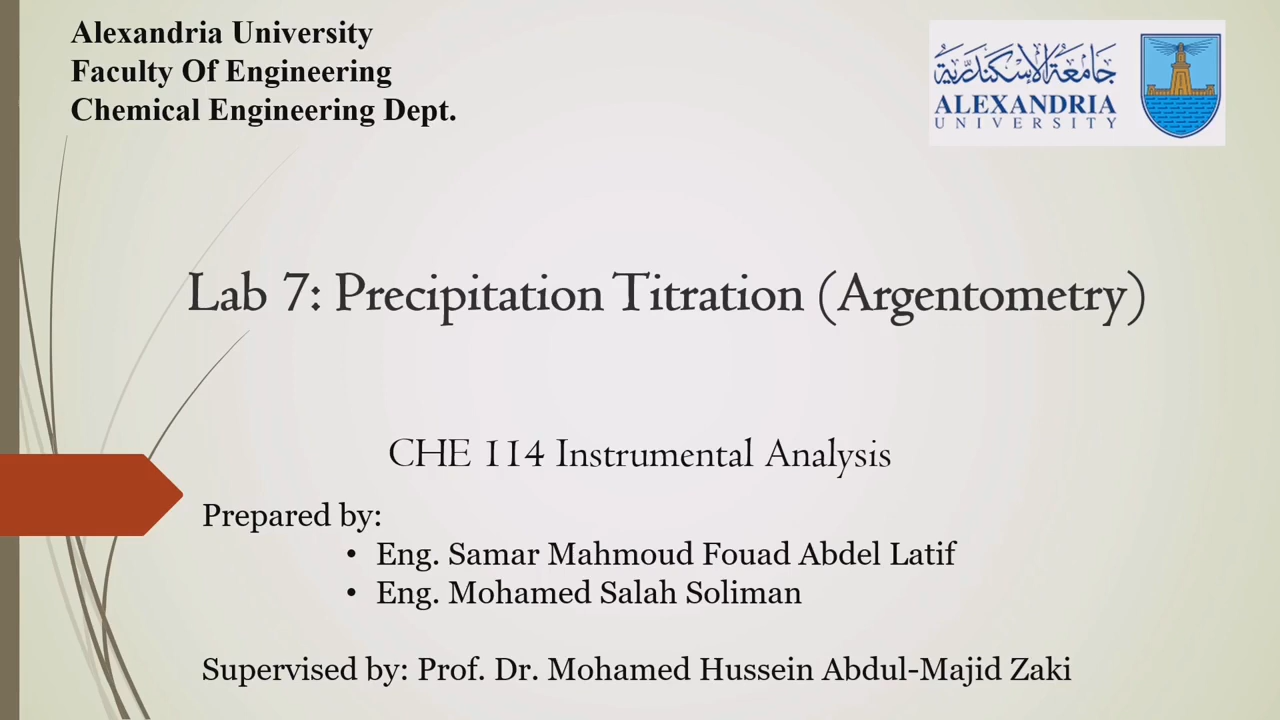 Alexandria University
Faculty Of Engineering
Chemical Engineering Dept.
جامعة الإسكندرية
ALEXANDRIA
UNIVERSITY
Lab 7: Precipitation Titration (Argentometry)
CHE 114 Instrumental Analysis
Prepared by:
• Eng. Samar Mahmoud Fouad Abdel Latif
• Eng. Mohamed Salah Soliman
Supervised by: Prof. Dr. Mohamed Hussein Abdul-Majid Zaki